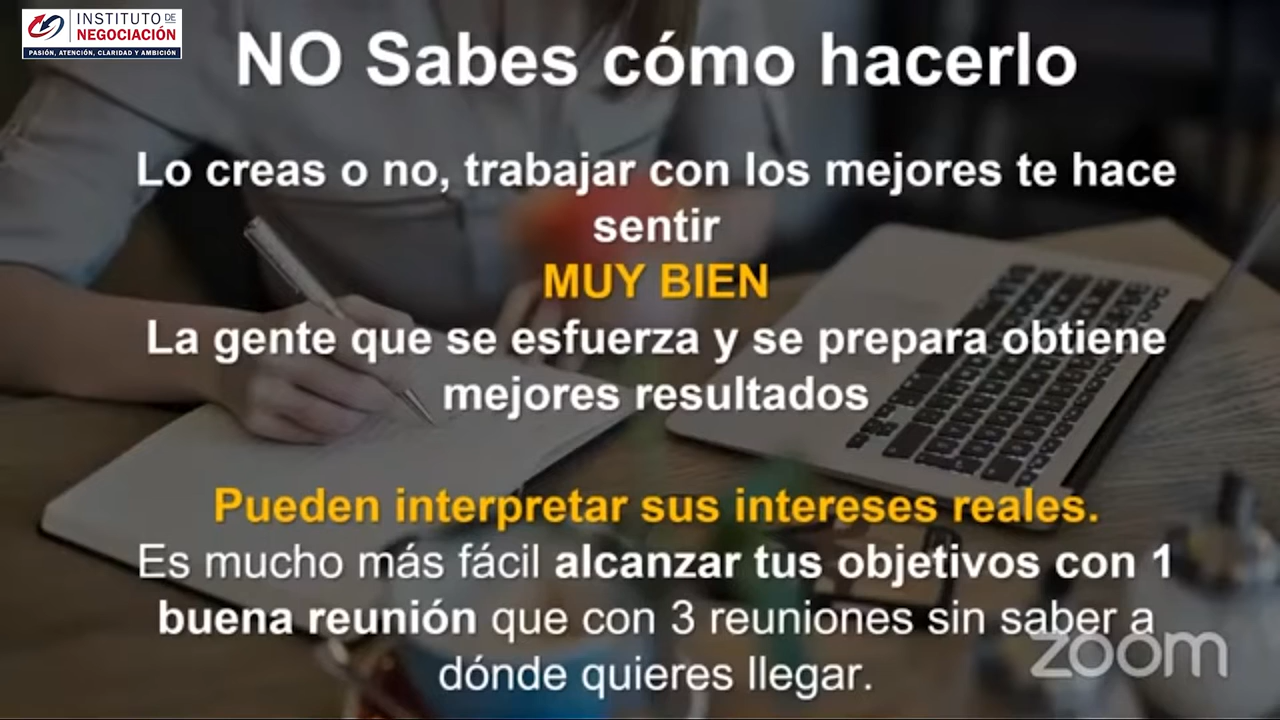 INSTITUTO DE
NEGOCIACIÓN
PASIÓN, ATENCIÓN, CLARIDAD Y AMBICIÓN
NO Sabes cómo hacerlo
Lo creas o no, trabajar con los mejores te hace
sentir
MUY BIEN
La gente que se esfuerza y se prepara obtiene
mejores resultados
Pueden interpretar sus intereses reales.
Es mucho más fácil alcanzar tus objetivos con 1
buena reunión que con 3 reuniones sin saber a
dónde quieres llegar.
zoom